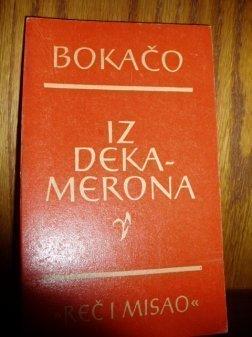 BOKAČO
IZ
DEKA-
MERONA
»REČ I MISAO«